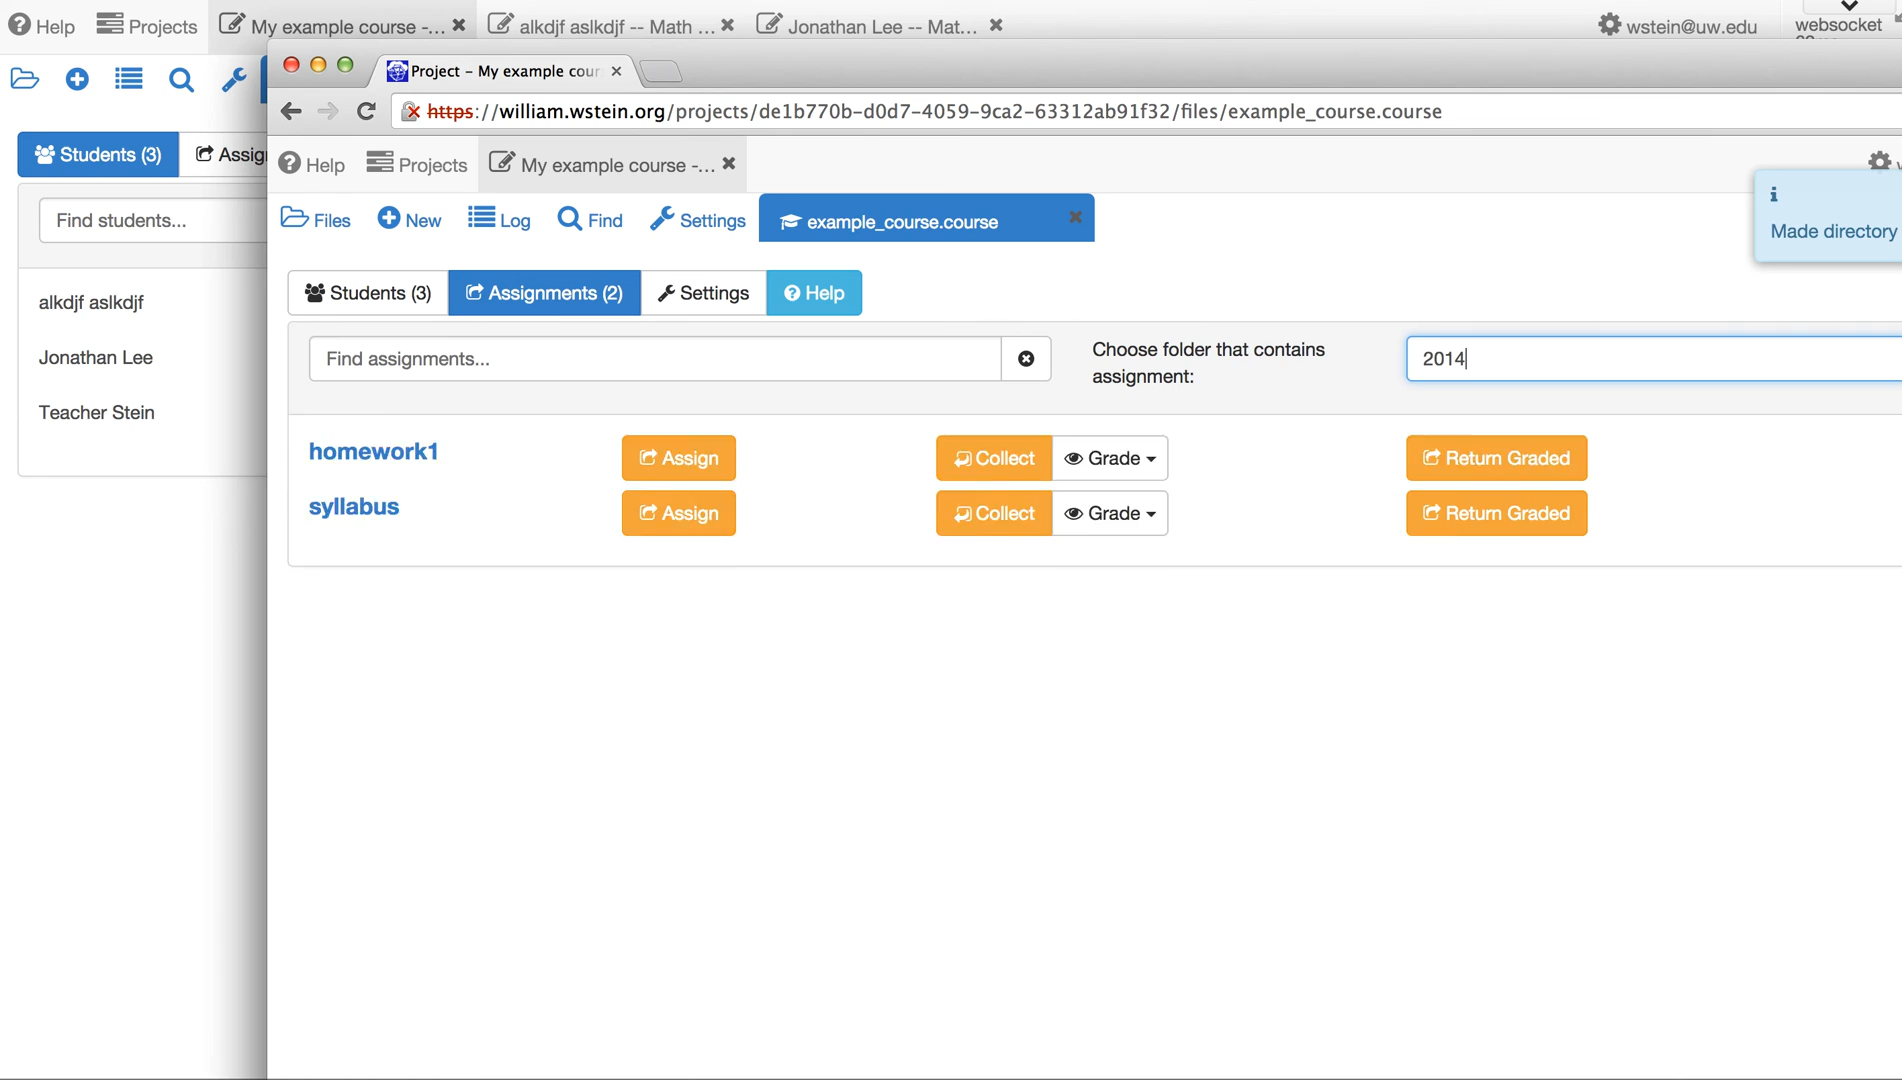 Help Projects My example course -... alkdjf aslkdjf -- Math ... Jonathan Lee -- Mat... wstein@uw.edu websocket
Project – My example cour
https://william.wstein.org/projects/de1b770b-d0d7-4059-9ca2-63312ab91f32/files/example_course.course
Students (3) Assig
Help Projects My example course -...
Made directory
Find students...
Files New Log Find Settings example_course.course
Students (3) Assignments (2) Settings Help
alkdjf aslkdjf
Jonathan Lee
Teacher Stein
Find assignments...
Choose folder that contains
assignment:
2014
homework1 Assign Collect Grade Return Graded
syllabus Assign Collect Grade Return Graded